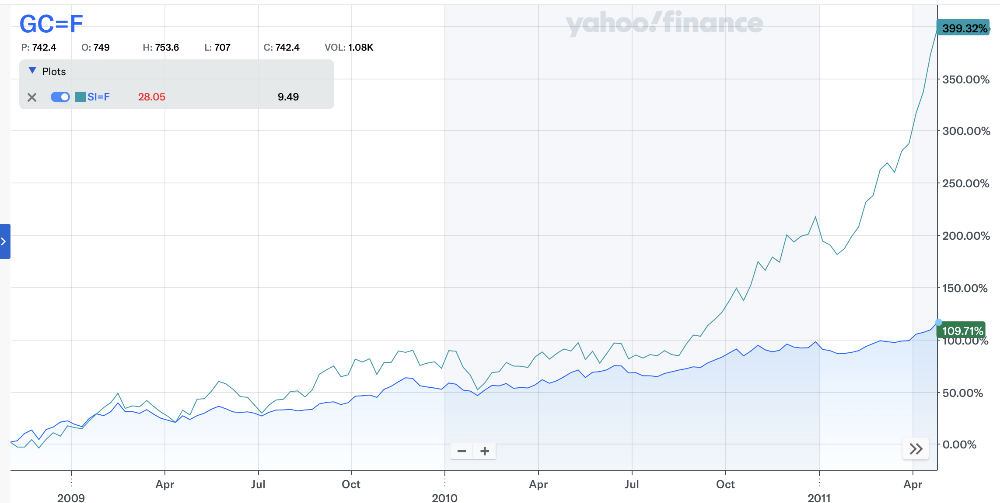 GC=F
yahoo!finance
P: 742.4 O: 749 H: 753.6 L: 707 C: 742.4 VOL: 1.08K
Plots
SI=F 28.05 9.49
399.32%
350.00%
300.00%
250.00%
200.00%
150.00%
109.71%
100.00%
50.00%
0.00%
Apr Jul Oct Apr Jul Oct Apr
2009 2010 2011